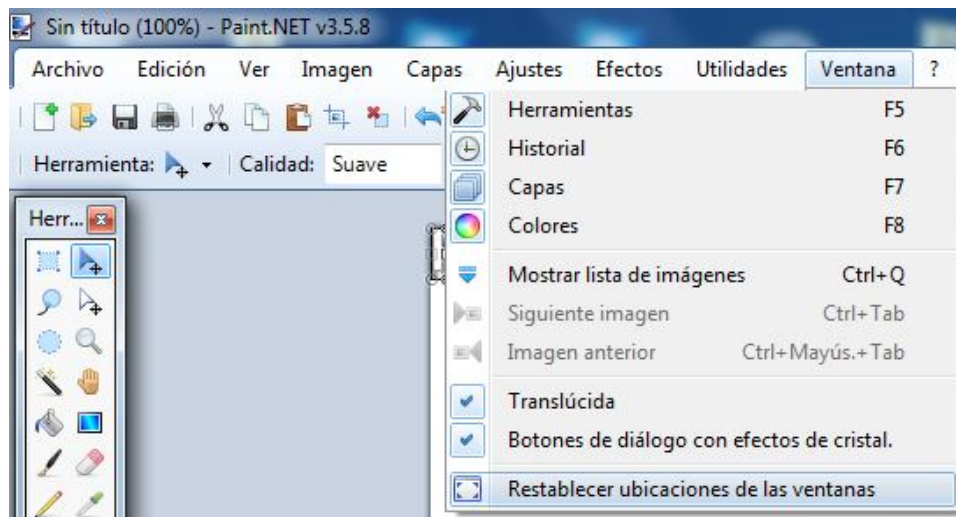 Sin título (100%) - Paint.NET v3.5.8
Archivo Edición Ver Imagen Capas Ajustes Efectos Utilidades Ventana ?
Herramienta: Calidad: Suave
Herr...
Herramientas F5
Historial F6
Capas F7
Colores F8
Mostrar lista de imágenes Ctrl+Q
Siguiente imagen Ctrl+Tab
Imagen anterior Ctrl+Mayús.+Tab
Translúcida
Botones de diálogo con efectos de cristal.
Restablecer ubicaciones de las ventanas